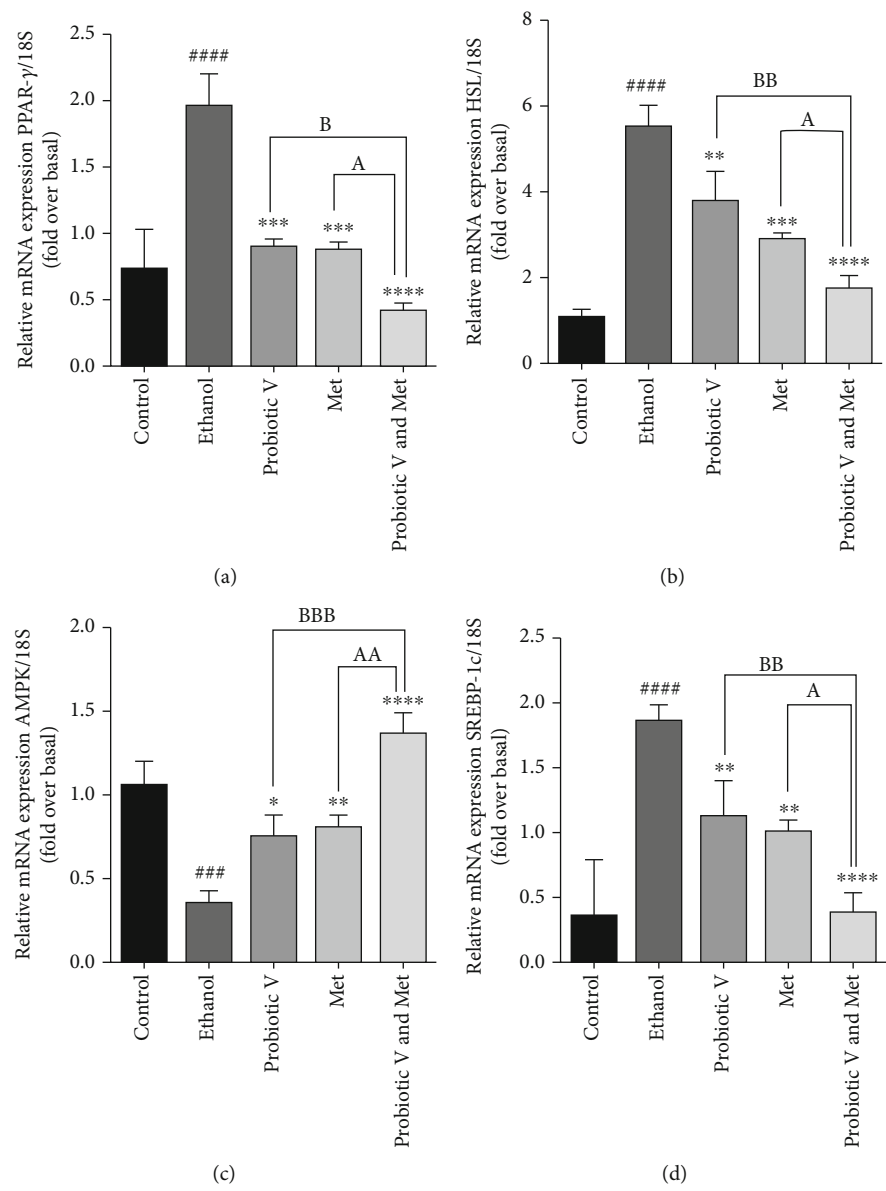 Relative mRNA expression PPAR-γ/18S
(fold over basal)
2.5
2.0
1.5
1.0
0.5
0.0
####
B
A
***
***
****
Control
Ethanol
Probiotic V
Met
Probiotic V and Met
(a)
Relative mRNA expression HSL/18S
(fold over basal)
8
6
4
2
0
####
BB
A
**
***
****
Control
Ethanol
Probiotic V
Met
Probiotic V and Met
(b)
Relative mRNA expression AMPK/18S
(fold over basal)
2.0
1.5
1.0
0.5
0.0
BBB
AA
****
*
**
###
Control
Ethanol
Probiotic V
Met
Probiotic V and Met
(c)
Relative mRNA expression SREBP-1c/18S
(fold over basal)
2.5
2.0
1.5
1.0
0.5
0.0
####
BB
A
**
**
****
Control
Ethanol
Probiotic V
Met
Probiotic V and Met
(d)